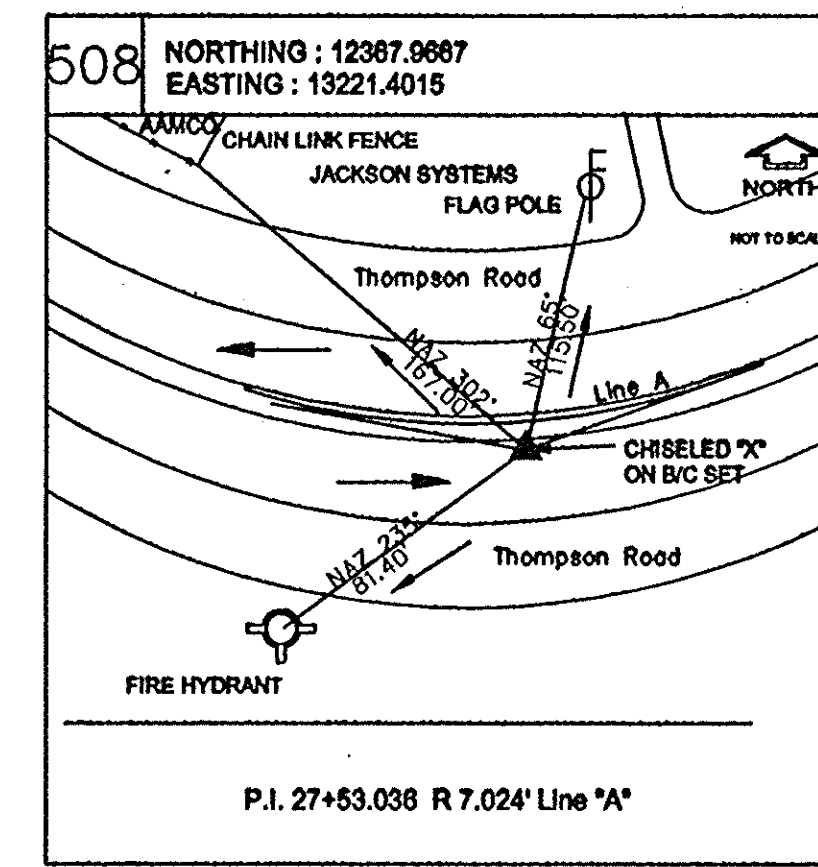 508
NORTHING : 12367.9667
EASTING : 13221.4015
AAMCO
CHAIN LINK FENCE
JACKSON SYSTEMS
FLAG POLE
NORTH
NOT TO SCAL
Thompson Road
NAZ 65°
115.50'
NAZ 302°
167.00'
Line A
CHISELED "X"
ON B/C SET
NAZ 235°
81.40'
Thompson Road
FIRE HYDRANT
P.I. 27+53.036 R 7.024' Line "A"